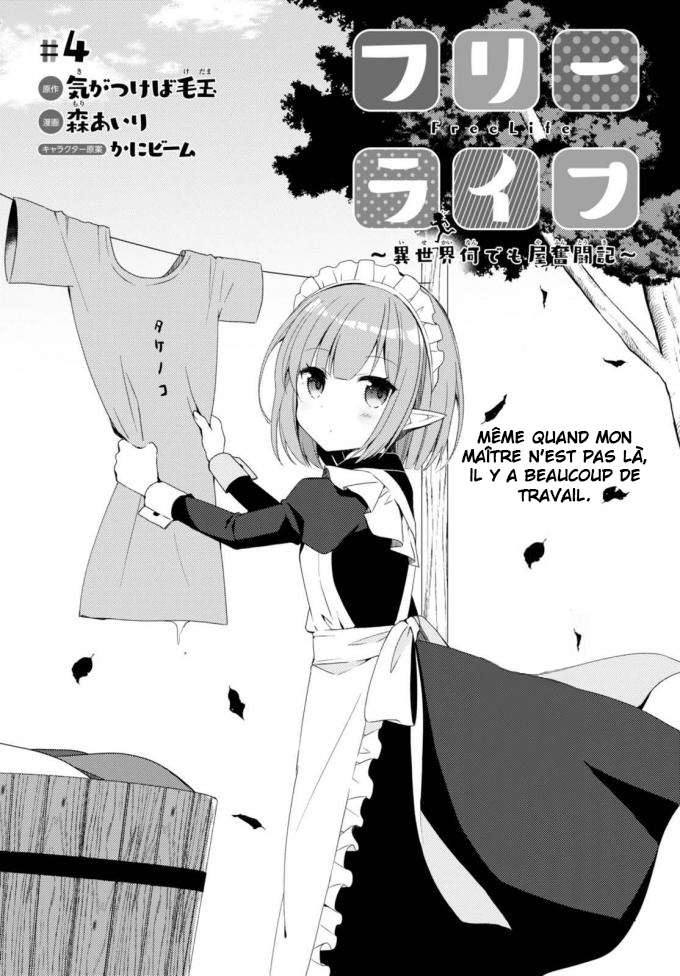 #4
原作 気がつけば毛玉
漫画 森あいり
キャラクター原案 かにビーム
フリー
FreeLife
ライフ
~異世界何でも屋奮闘記~
タケノコ
MÊME QUAND MON
MAÎTRE N'EST PAS LÀ,
IL Y A BEAUCOUP DE
TRAVAIL.